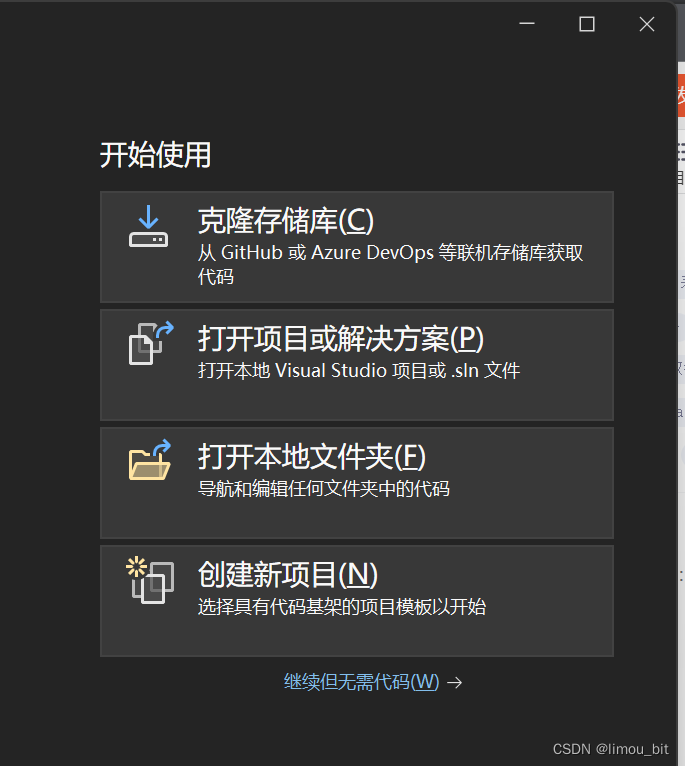 开始使用
克隆存储库(C)
从 GitHub 或 Azure DevOps 等联机存储库获取
代码
打开项目或解决方案(P)
打开本地 Visual Studio 项目或 .sln 文件
打开本地文件夹(F)
导航和编辑任何文件夹中的代码
创建新项目(N)
选择具有代码基架的项目模板以开始
继续但无需代码(W) →
CSDN @limou_bit